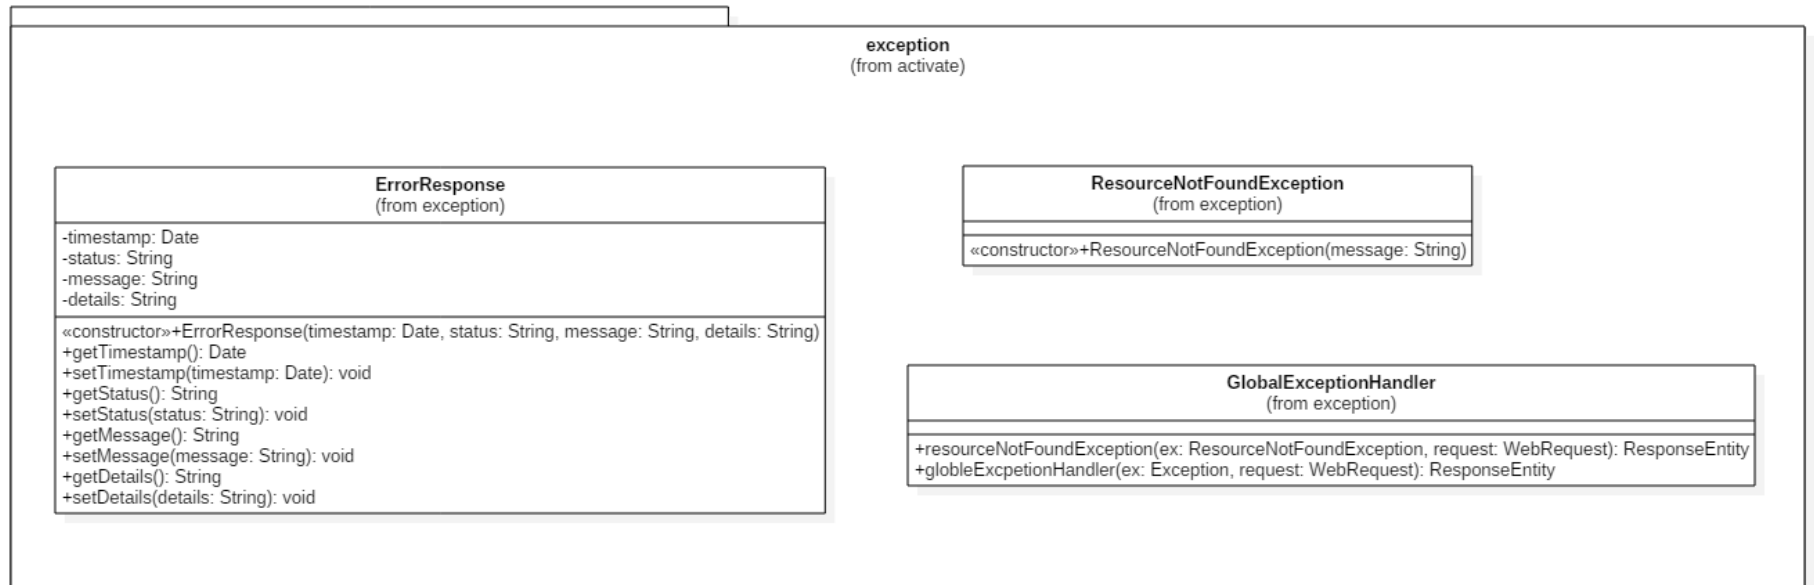 exception
(from activate)
ErrorResponse
(from exception)
-timestamp: Date
-status: String
-message: String
-details: String
«constructor»+ErrorResponse(timestamp: Date, status: String, message: String, details: String)
+getTimestamp(): Date
+setTimestamp(timestamp: Date): void
+getStatus(): String
+setStatus(status: String): void
+getMessage(): String
+setMessage(message: String): void
+getDetails(): String
+setDetails(details: String): void
ResourceNotFoundException
(from exception)
«constructor»+ResourceNotFoundException(message: String)
GlobalExceptionHandler
(from exception)
+resourceNotFoundException(ex: ResourceNotFoundException, request: WebRequest): ResponseEntity
+globleExcpetionHandler(ex: Exception, request: WebRequest): ResponseEntity